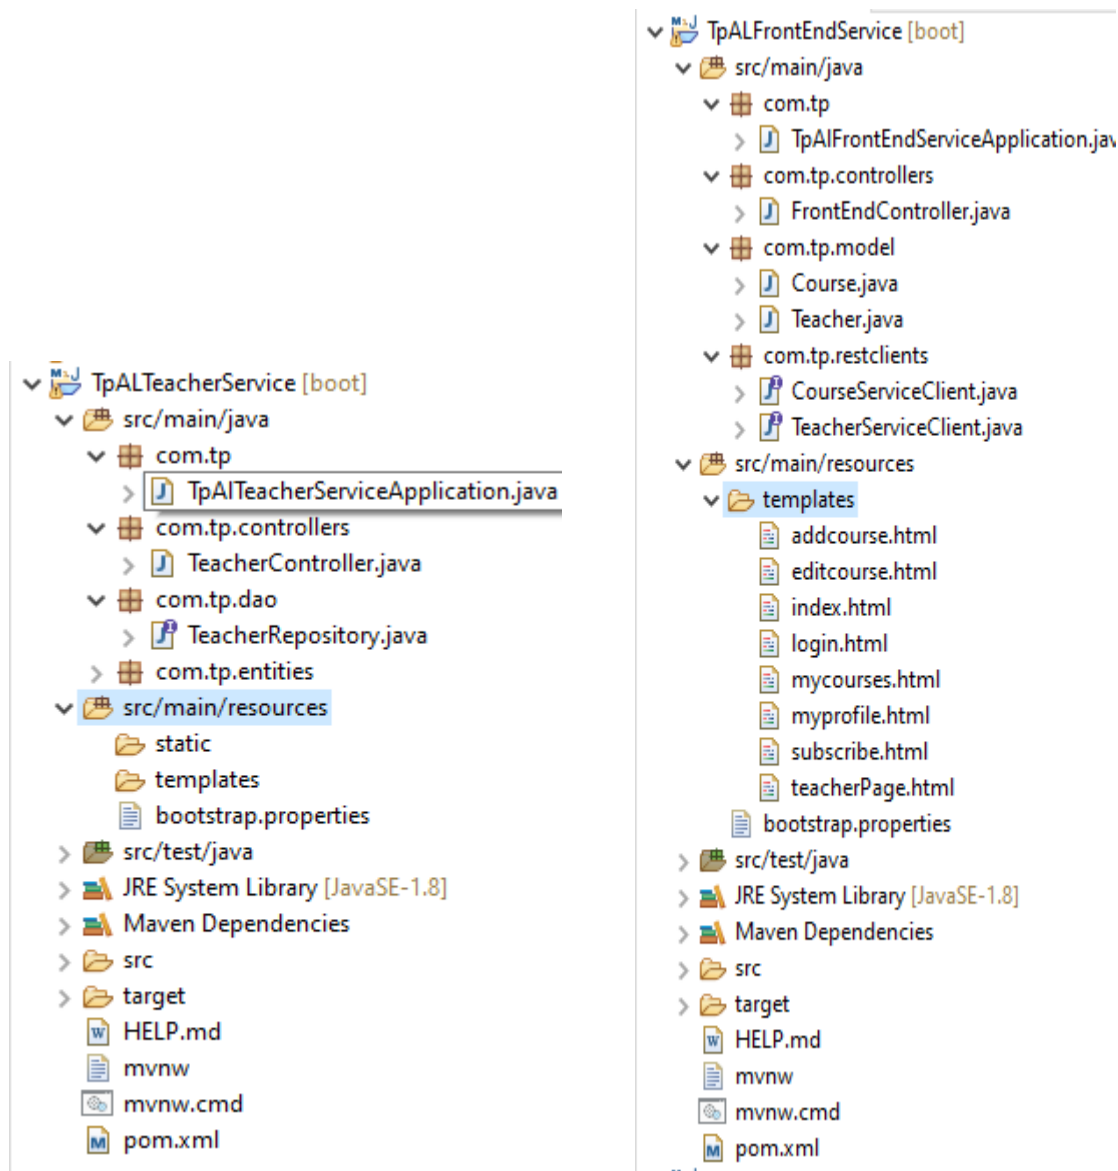 TpALTeacherService [boot]
src/main/java
com.tp
TpAlTeacherServiceApplication.java
com.tp.controllers
TeacherController.java
com.tp.dao
TeacherRepository.java
com.tp.entities
src/main/resources
static
templates
bootstrap.properties
src/test/java
JRE System Library [JavaSE-1.8]
Maven Dependencies
src
target
HELP.md
mvnw
mvnw.cmd
pom.xml
TpALFrontEndService [boot]
src/main/java
com.tp
TpAlFrontEndServiceApplication.jav
com.tp.controllers
FrontEndController.java
com.tp.model
Course.java
Teacher.java
com.tp.restclients
CourseServiceClient.java
TeacherServiceClient.java
src/main/resources
templates
addcourse.html
editcourse.html
index.html
login.html
mycourses.html
myprofile.html
subscribe.html
teacherPage.html
bootstrap.properties
src/test/java
JRE System Library [JavaSE-1.8]
Maven Dependencies
src
target
HELP.md
mvnw
mvnw.cmd
pom.xml